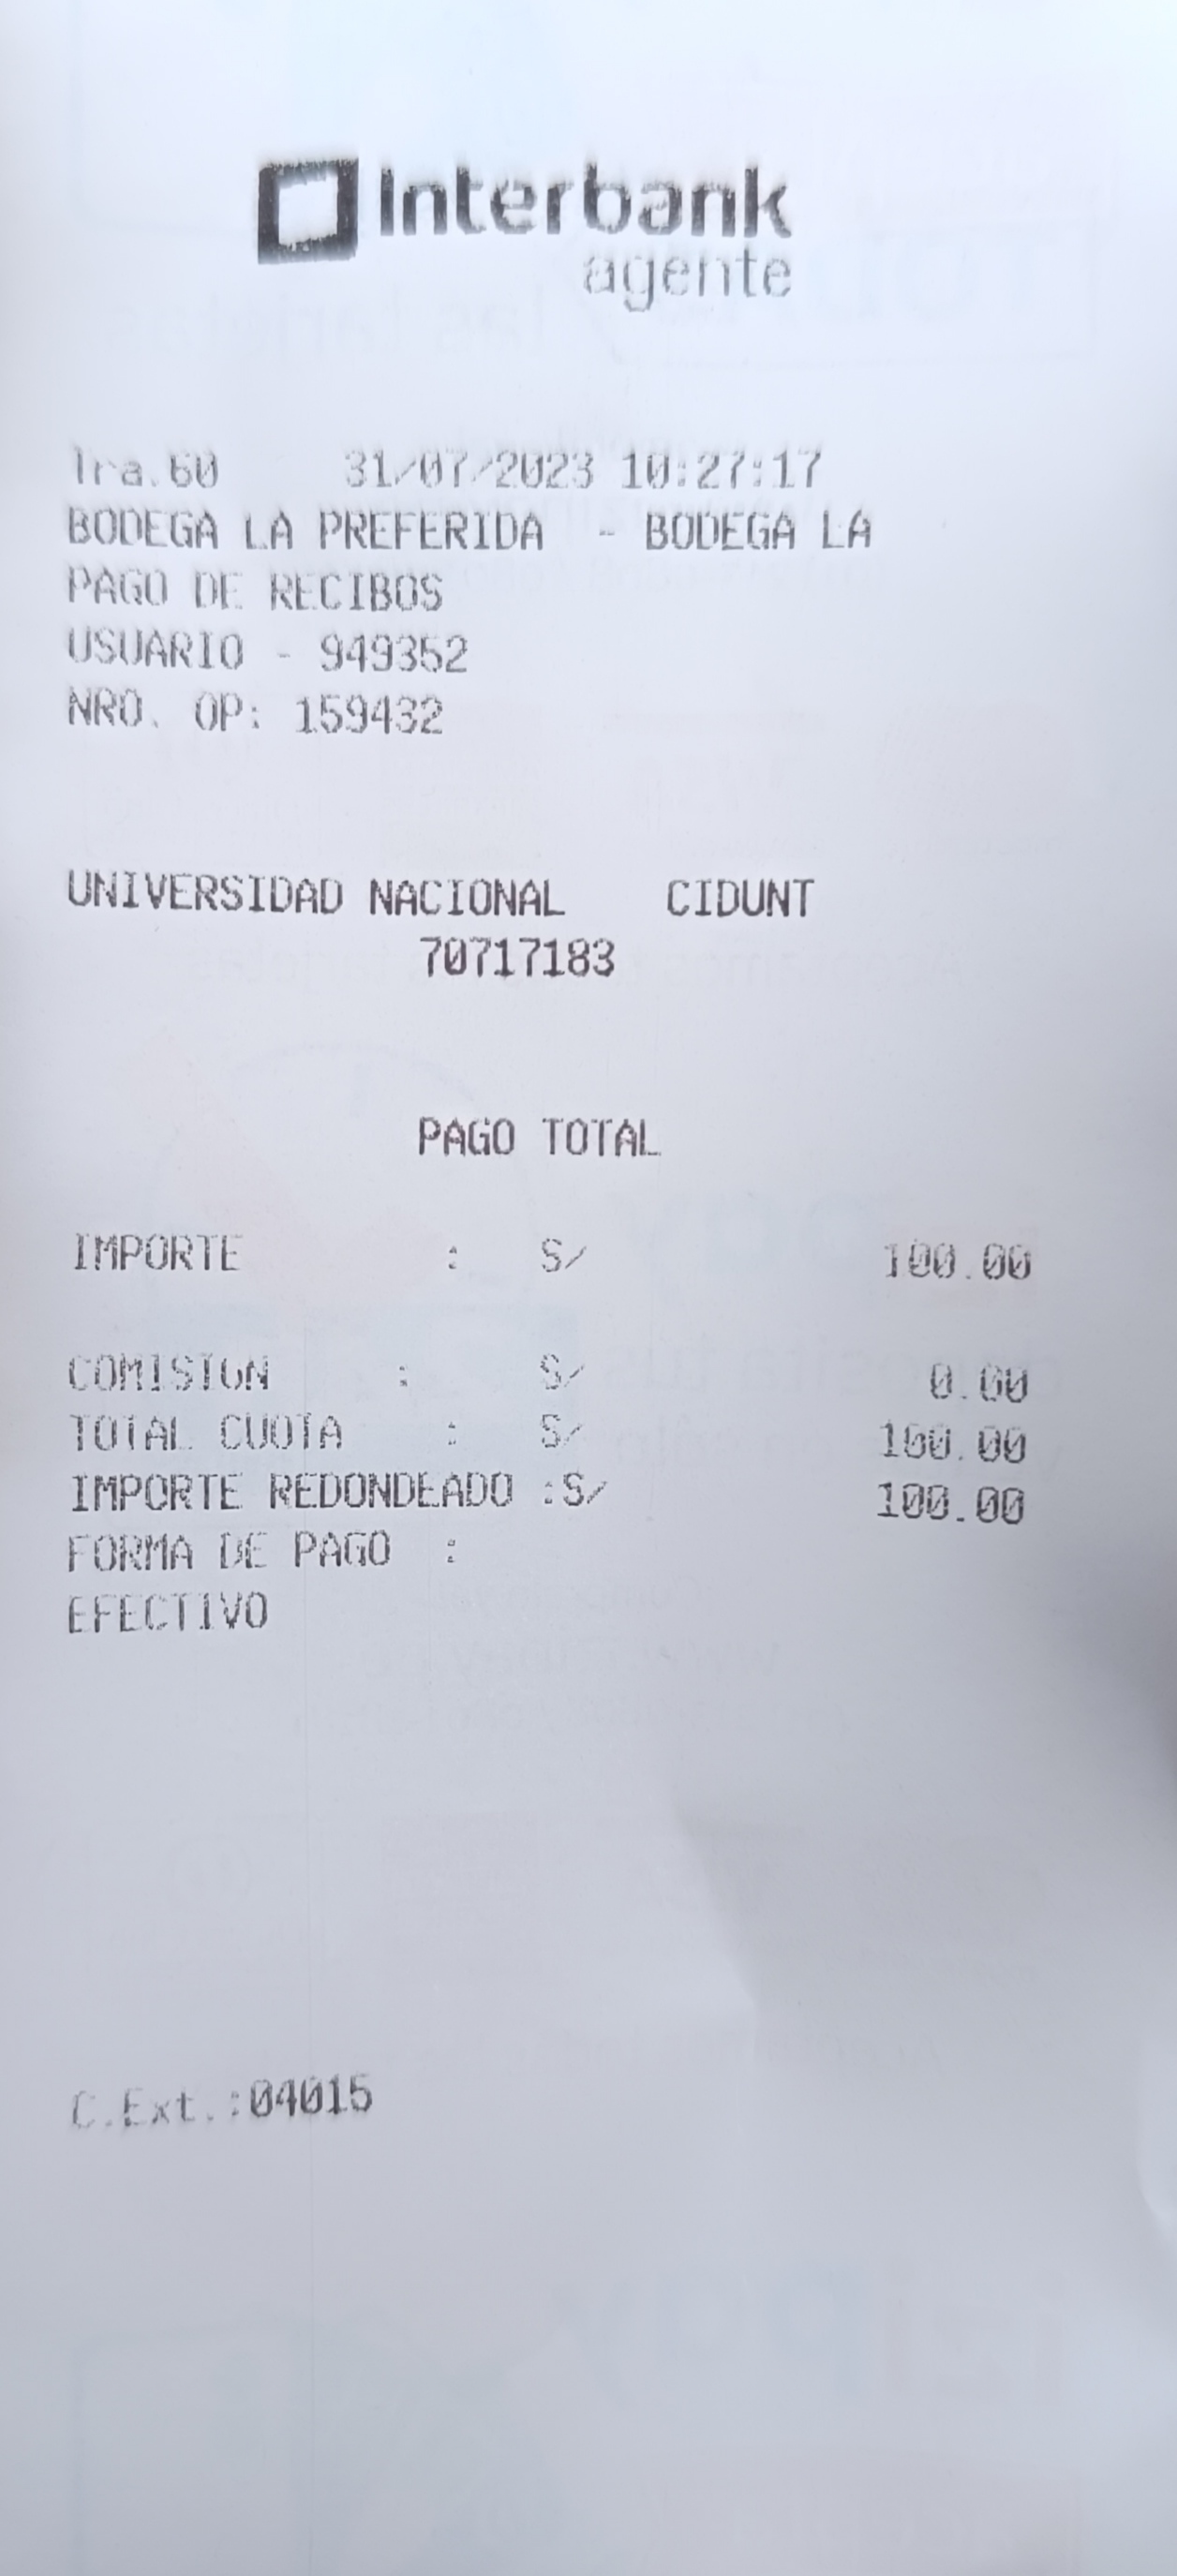 Interbank
agente
Tra.60 31/07/2023 10:27:17
BODEGA LA PREFERIDA - BODEGA LA
PAGO DE RECIBOS
USUARIO - 949352
NRO. OP: 159432
UNIVERSIDAD NACIONAL CIDUNT
70717183
PAGO TOTAL
IMPORTE : S/ 100.00
COMISION : S/ 0.00
TOTAL CUOTA : S/ 100.00
IMPORTE REDONDEADO :S/ 100.00
FORMA DE PAGO :
EFECTIVO
C.Ext.:04015